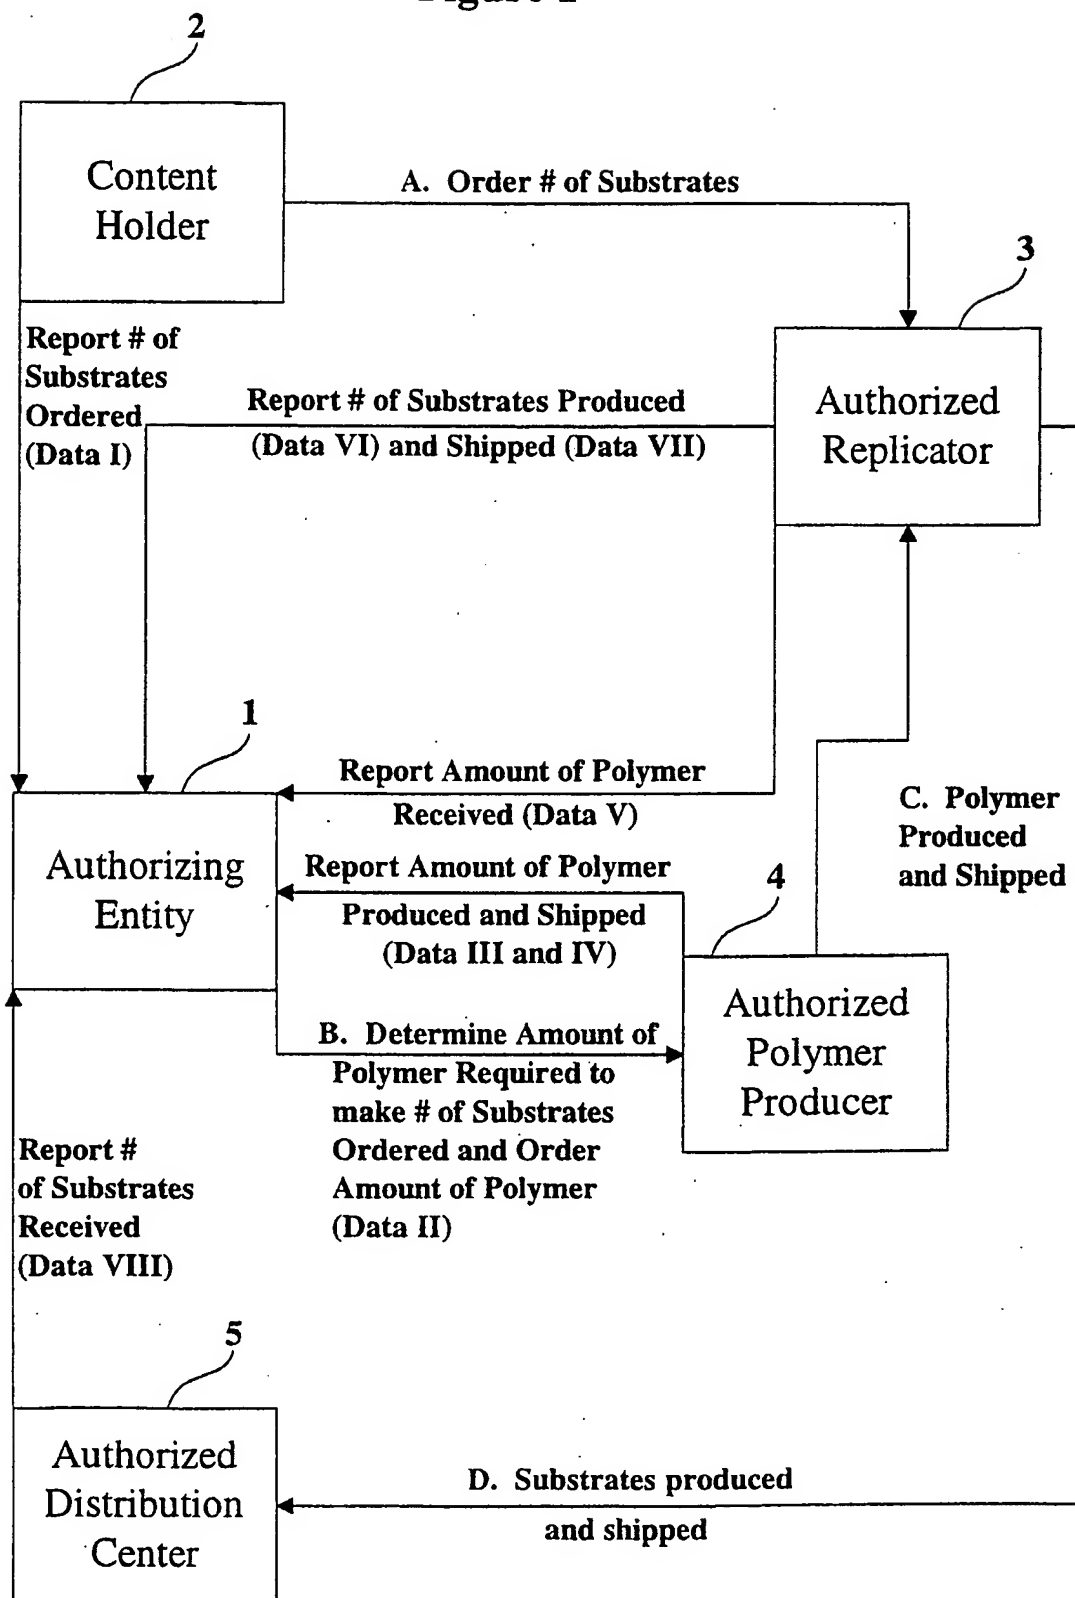 2
Content
Holder
A. Order # of Substrates
3
Report # of
Substrates
Ordered
(Data I)
Report # of Substrates Produced
(Data VI) and Shipped (Data VII)
Authorized
Replicator
1
Report Amount of Polymer
Received (Data V)
C. Polymer
Produced
and Shipped
Authorizing
Entity
Report Amount of Polymer
Produced and Shipped
(Data III and IV)
4
Authorized
Polymer
Producer
B. Determine Amount of
Polymer Required to
make # of Substrates
Ordered and Order
Amount of Polymer
(Data II)
Report #
of Substrates
Received
(Data VIII)
5
Authorized
Distribution
Center
D. Substrates produced
and shipped